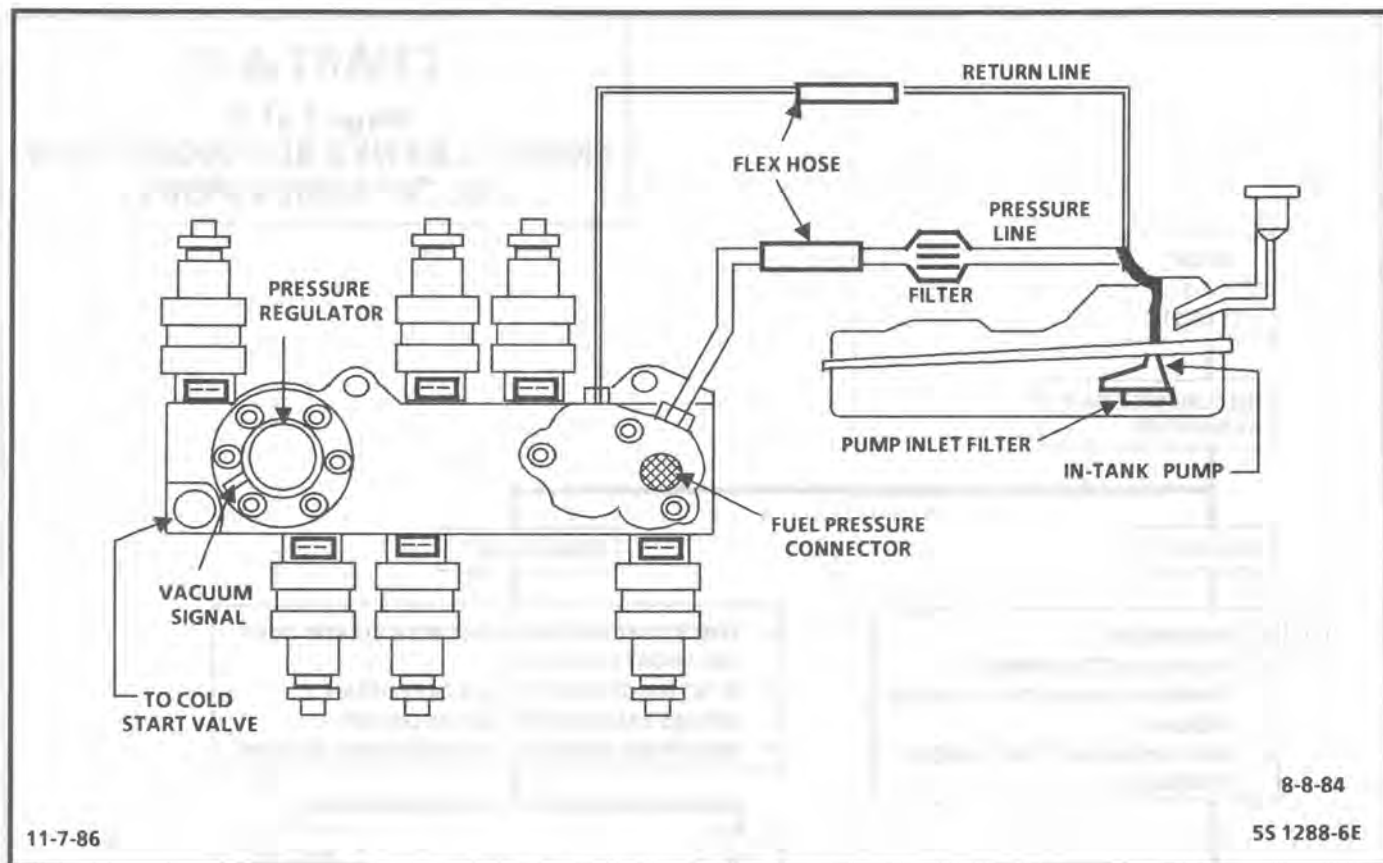 RETURN LINE
FLEX HOSE
PRESSURE
LINE
FILTER
PRESSURE
REGULATOR
PUMP INLET FILTER
IN-TANK PUMP
FUEL PRESSURE
CONNECTOR
VACUUM
SIGNAL
TO COLD
START VALVE
8-8-84
11-7-86
5S 1288-6E